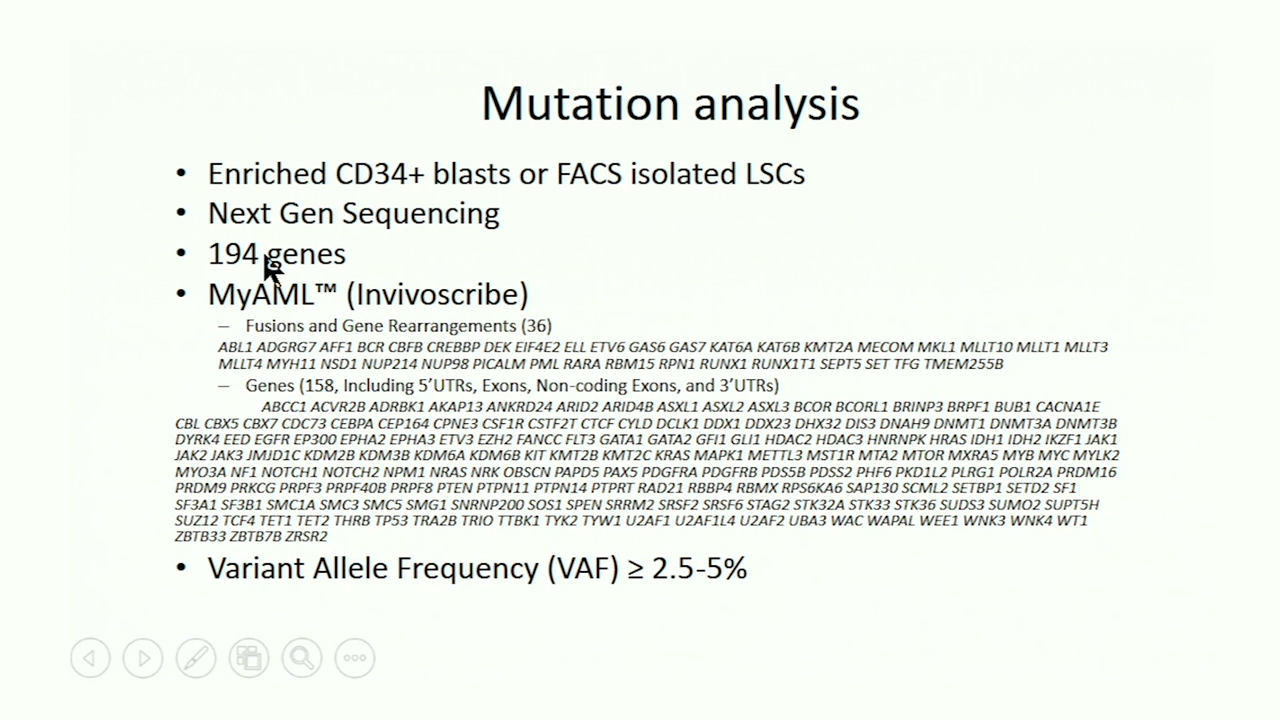 Mutation analysis
• Enriched CD34+ blasts or FACS isolated LSCs
• Next Gen Sequencing
• 194 genes
• MyAML™ (Invivoscribe)
– Fusions and Gene Rearrangements (36)
ABL1 ADGRG7 AFF1 BCR CBFB CREBBP DEK EIF4E2 ELL ETV6 GAS6 GAS7 KAT6A KAT6B KMT2A MECOM MKL1 MLLT10 MLLT1 MLLT3
MLLT4 MYH11 NSD1 NUP214 NUP98 PICALM PML RARA RBM15 RPN1 RUNX1 RUNX1T1 SEPT5 SET TFG TMEM255B
– Genes (158, Including 5'UTRs, Exons, Non-coding Exons, and 3'UTRs)
ABCC1 ACVR2B ADRBK1 AKAP13 ANKRD24 ARID2 ARID4B ASXL1 ASXL2 ASXL3 BCOR BCORL1 BRINP3 BRPF1 BUB1 CACNA1E
CBL CBX5 CBX7 CDC73 CEBPA CEP164 CPNE3 CSF1R CSTF2T CTCF CYLD DCLK1 DDX1 DDX23 DHX32 DIS3 DNAH9 DNMT1 DNMT3A DNMT3B
DYRK4 EED EGFR EP300 EPHA2 EPHA3 ETV3 EZH2 FANCC FLT3 GATA1 GATA2 GFI1 GLI1 HDAC2 HDAC3 HNRNPK HRAS IDH1 IDH2 IKZF1 JAK1
JAK2 JAK3 JMJD1C KDM2B KDM3B KDM6A KDM6B KIT KMT2B KMT2C KRAS MAPK1 METTL3 MST1R MTA2 MTOR MXRA5 MYB MYC MYLK2
MYO3A NF1 NOTCH1 NOTCH2 NPM1 NRAS NRK OBSCN PAPD5 PAX5 PDGFRA PDGFRB PDS5B PDSS2 PHF6 PKD1L2 PLRG1 POLR2A PRDM16
PRDM9 PRKCG PRPF3 PRPF40B PRPF8 PTEN PTPN11 PTPN14 PTPRT RAD21 RBBP4 RBMX RPS6KA6 SAP130 SCML2 SETBP1 SETD2 SF1
SF3A1 SF3B1 SMC1A SMC3 SMC5 SMG1 SNRNP200 SOS1 SPEN SRRM2 SRSF2 SRSF6 STAG2 STK32A STK33 STK36 SUDS3 SUMO2 SUPT5H
SUZ12 TCF4 TET1 TET2 THRB TP53 TRA2B TRIO TTBK1 TYK2 TYW1 U2AF1 U2AF1L4 U2AF2 UBA3 WAC WAPAL WEE1 WNK3 WNK4 WT1
ZBTB33 ZBTB7B ZRSR2
• Variant Allele Frequency (VAF) ≥ 2.5-5%